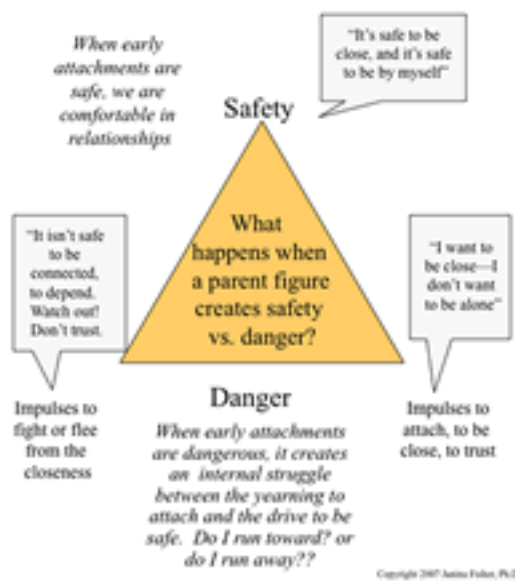 When early
attachments are
safe, we are
comfortable in
relationships
"It's safe to be
close, and it's safe
to be by myself"
Safety
"It isn't safe
to be
connected,
to depend.
Watch out!
Don't trust.
What
happens when
a parent figure
creates safety
vs. danger?
"I want to
be close—I
don't want
to be alone"
Impulses to
fight or flee
from the
closeness
Danger
When early attachments
are dangerous, it creates
an internal struggle
between the yearning to
attach and the drive to be
safe. Do I run toward? or
do I run away??
Impulses to
attach, to be
close, to trust
Copyright 2007 Janina Fisher, Ph.D